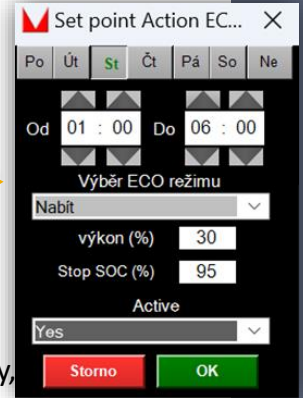 Set point Action EC...
Po Út St Čt Pá So Ne
Od 01 : 00 Do 06 : 00
Výběr ECO režimu
Nabít
výkon (%) 30
Stop SOC (%) 95
Active
Yes
y,
Storno OK